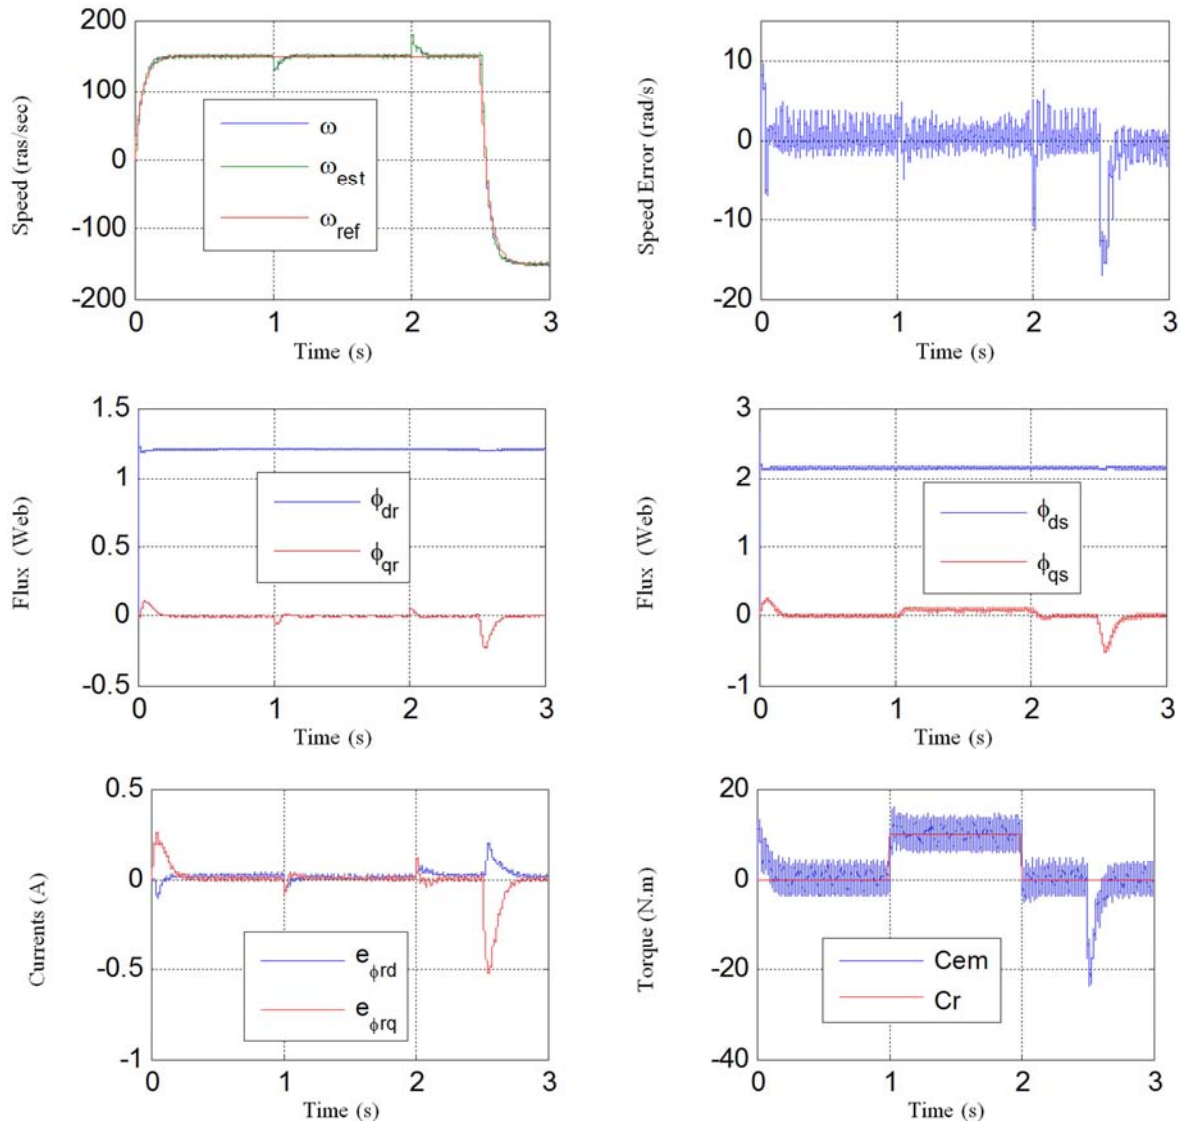 200
100
0
-100
-200
Speed (ras/sec)
ω
ωest
ωref
0 1 2 3
Time (s)
10
0
-10
-20
Speed Error (rad/s)
0 1 2 3
Time (s)
1.5
1
0.5
0
-0.5
Flux (Web)
ϕdr
ϕqr
0 1 2 3
Time (s)
3
2
1
0
-1
Flux (Web)
ϕds
ϕqs
0 1 2 3
Time (s)
0.5
0
-0.5
-1
Currents (A)
eϕrd
eϕrq
0 1 2 3
Time (s)
20
0
-20
-40
Torque (N.m)
Cem
Cr
0 1 2 3
Time (s)